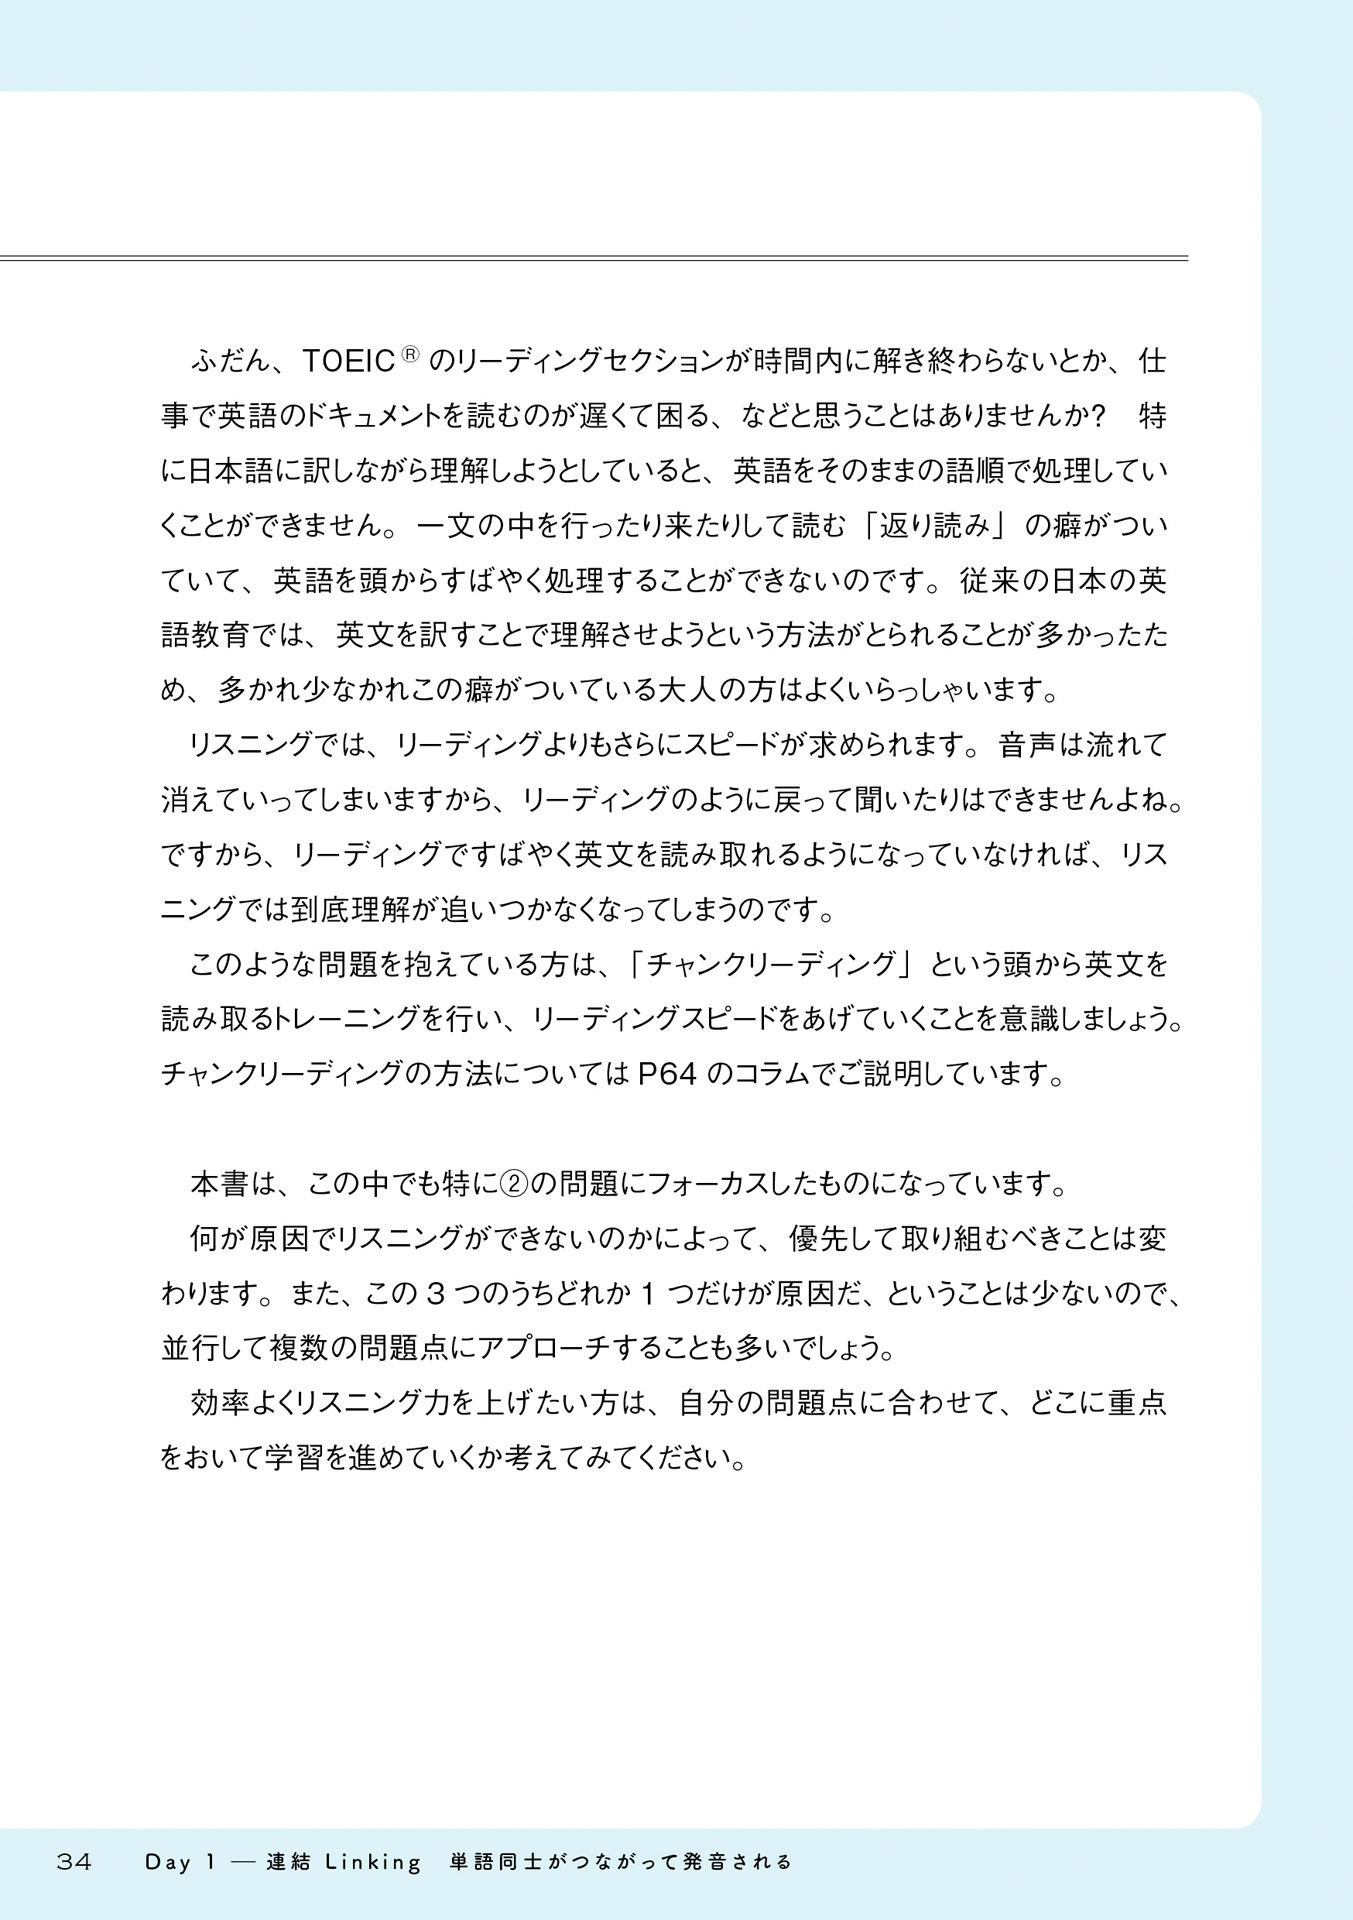 ふだん、TOEIC®のリーディングセクションが時間内に解き終わらないとか、仕
事で英語のドキュメントを読むのが遅くて困る、などと思うことはありませんか?　特
に日本語に訳しながら理解しようとしていると、英語をそのままの語順で処理してい
くことができません。一文の中を行ったり来たりして読む「返り読み」の癖がつい
ていて、英語を頭からすばやく処理することができないのです。従来の日本の英
語教育では、英文を訳すことで理解させようという方法がとられることが多かったた
め、多かれ少なかれこの癖がついている大人の方はよくいらっしゃいます。
リスニングでは、リーディングよりもさらにスピードが求められます。音声は流れて
消えていってしまいますから、リーディングのように戻って聞いたりはできませんよね。
ですから、リーディングですばやく英文を読み取れるようになっていなければ、リス
ニングでは到底理解が追いつかなくなってしまうのです。
このような問題を抱えている方は、「チャンクリーディング」という頭から英文を
読み取るトレーニングを行い、リーディングスピードをあげていくことを意識しましょう。
チャンクリーディングの方法についてはP64のコラムでご説明しています。
本書は、この中でも特に②の問題にフォーカスしたものになっています。
何が原因でリスニングができないのかによって、優先して取り組むべきことは変
わります。また、この3つのうちどれか1つだけが原因だ、ということは少ないので、
並行して複数の問題点にアプローチすることも多いでしょう。
効率よくリスニング力を上げたい方は、自分の問題点に合わせて、どこに重点
をおいて学習を進めていくか考えてみてください。
34　Day 1 ― 連結 Linking　単語同士がつながって発音される